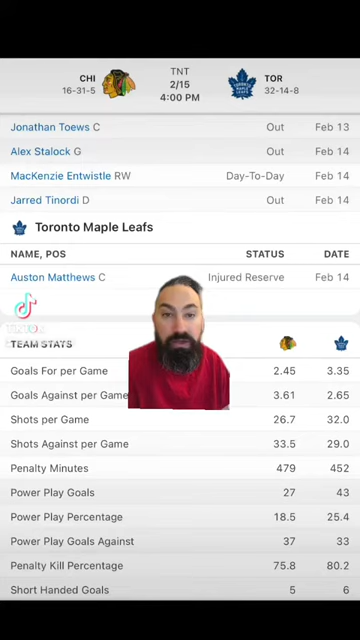 TNT
CHI 2/15 TOR
16-31-5 4:00 PM 32-14-8
Jonathan Toews C Out Feb 13
Alex Stalock G Out Feb 14
MacKenzie Entwistle RW Day-To-Day Feb 14
Jarred Tinordi D Out Feb 14
Toronto Maple Leafs
NAME, POS STATUS DATE
Auston Matthews C Injured Reserve Feb 14
TEAM STATS
Goals For per Game 2.45 3.35
Goals Against per Game 3.61 2.65
Shots per Game 26.7 32.0
Shots Against per Game 33.5 29.0
Penalty Minutes 479 452
Power Play Goals 27 43
Power Play Percentage 18.5 25.4
Power Play Goals Against 37 33
Penalty Kill Percentage 75.8 80.2
Short Handed Goals 5 6